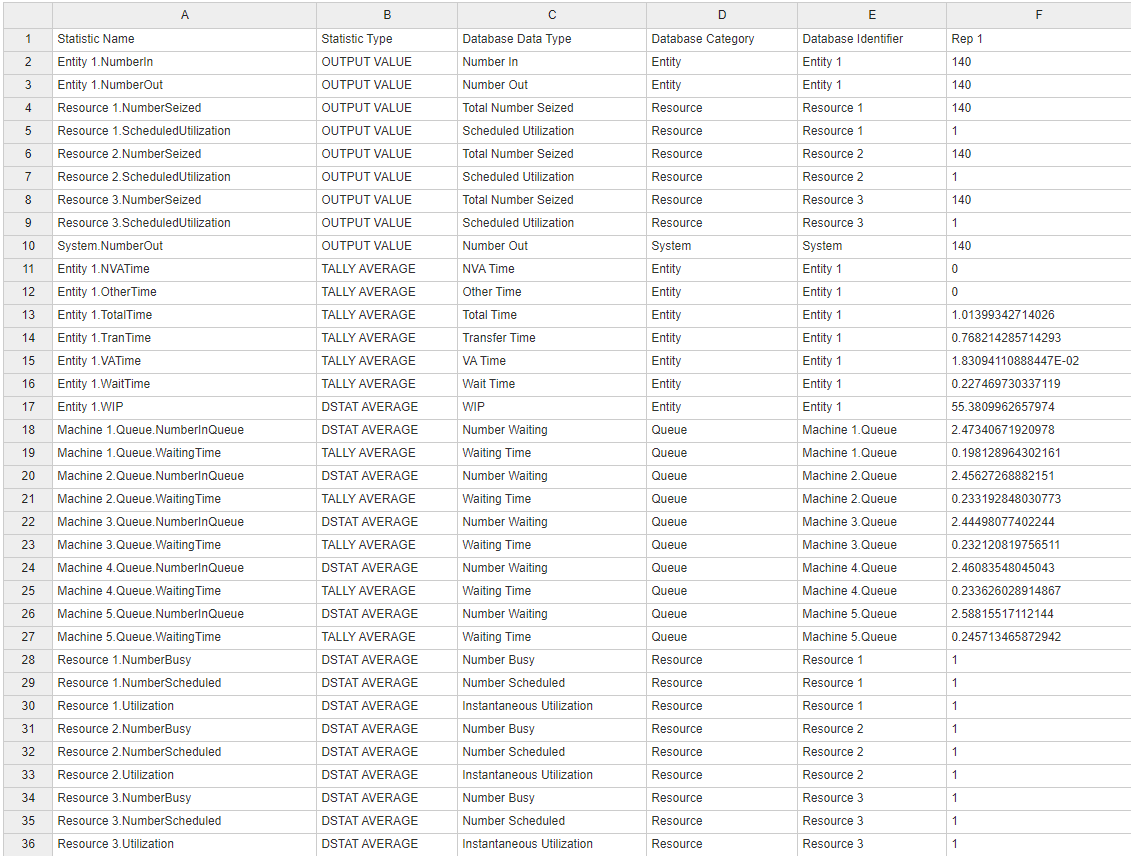 A B C D E F
1 Statistic Name Statistic Type Database Data Type Database Category Database Identifier Rep 1
2 Entity 1.NumberIn OUTPUT VALUE Number In Entity Entity 1 140
3 Entity 1.NumberOut OUTPUT VALUE Number Out Entity Entity 1 140
4 Resource 1.NumberSeized OUTPUT VALUE Total Number Seized Resource Resource 1 140
5 Resource 1.ScheduledUtilization OUTPUT VALUE Scheduled Utilization Resource Resource 1 1
6 Resource 2.NumberSeized OUTPUT VALUE Total Number Seized Resource Resource 2 140
7 Resource 2.ScheduledUtilization OUTPUT VALUE Scheduled Utilization Resource Resource 2 1
8 Resource 3.NumberSeized OUTPUT VALUE Total Number Seized Resource Resource 3 140
9 Resource 3.ScheduledUtilization OUTPUT VALUE Scheduled Utilization Resource Resource 3 1
10 System.NumberOut OUTPUT VALUE Number Out System System 140
11 Entity 1.NVATime TALLY AVERAGE NVA Time Entity Entity 1 0
12 Entity 1.OtherTime TALLY AVERAGE Other Time Entity Entity 1 0
13 Entity 1.TotalTime TALLY AVERAGE Total Time Entity Entity 1 1.01399342714026
14 Entity 1.TranTime TALLY AVERAGE Transfer Time Entity Entity 1 0.768214285714293
15 Entity 1.VATime TALLY AVERAGE VA Time Entity Entity 1 1.83094110888447E-02
16 Entity 1.WaitTime TALLY AVERAGE Wait Time Entity Entity 1 0.227469730337119
17 Entity 1.WIP DSTAT AVERAGE WIP Entity Entity 1 55.3809962657974
18 Machine 1.Queue.NumberInQueue DSTAT AVERAGE Number Waiting Queue Machine 1.Queue 2.47340671920978
19 Machine 1.Queue.WaitingTime TALLY AVERAGE Waiting Time Queue Machine 1.Queue 0.198128964302161
20 Machine 2.Queue.NumberInQueue DSTAT AVERAGE Number Waiting Queue Machine 2.Queue 2.45627268882151
21 Machine 2.Queue.WaitingTime TALLY AVERAGE Waiting Time Queue Machine 2.Queue 0.233192848030773
22 Machine 3.Queue.NumberInQueue DSTAT AVERAGE Number Waiting Queue Machine 3.Queue 2.44498077402244
23 Machine 3.Queue.WaitingTime TALLY AVERAGE Waiting Time Queue Machine 3.Queue 0.232120819756511
24 Machine 4.Queue.NumberInQueue DSTAT AVERAGE Number Waiting Queue Machine 4.Queue 2.46083548045043
25 Machine 4.Queue.WaitingTime TALLY AVERAGE Waiting Time Queue Machine 4.Queue 0.233626028914867
26 Machine 5.Queue.NumberInQueue DSTAT AVERAGE Number Waiting Queue Machine 5.Queue 2.58815517112144
27 Machine 5.Queue.WaitingTime TALLY AVERAGE Waiting Time Queue Machine 5.Queue 0.245713465872942
28 Resource 1.NumberBusy DSTAT AVERAGE Number Busy Resource Resource 1 1
29 Resource 1.NumberScheduled DSTAT AVERAGE Number Scheduled Resource Resource 1 1
30 Resource 1.Utilization DSTAT AVERAGE Instantaneous Utilization Resource Resource 1 1
31 Resource 2.NumberBusy DSTAT AVERAGE Number Busy Resource Resource 2 1
32 Resource 2.NumberScheduled DSTAT AVERAGE Number Scheduled Resource Resource 2 1
33 Resource 2.Utilization DSTAT AVERAGE Instantaneous Utilization Resource Resource 2 1
34 Resource 3.NumberBusy DSTAT AVERAGE Number Busy Resource Resource 3 1
35 Resource 3.NumberScheduled DSTAT AVERAGE Number Scheduled Resource Resource 3 1
36 Resource 3.Utilization DSTAT AVERAGE Instantaneous Utilization Resource Resource 3 1